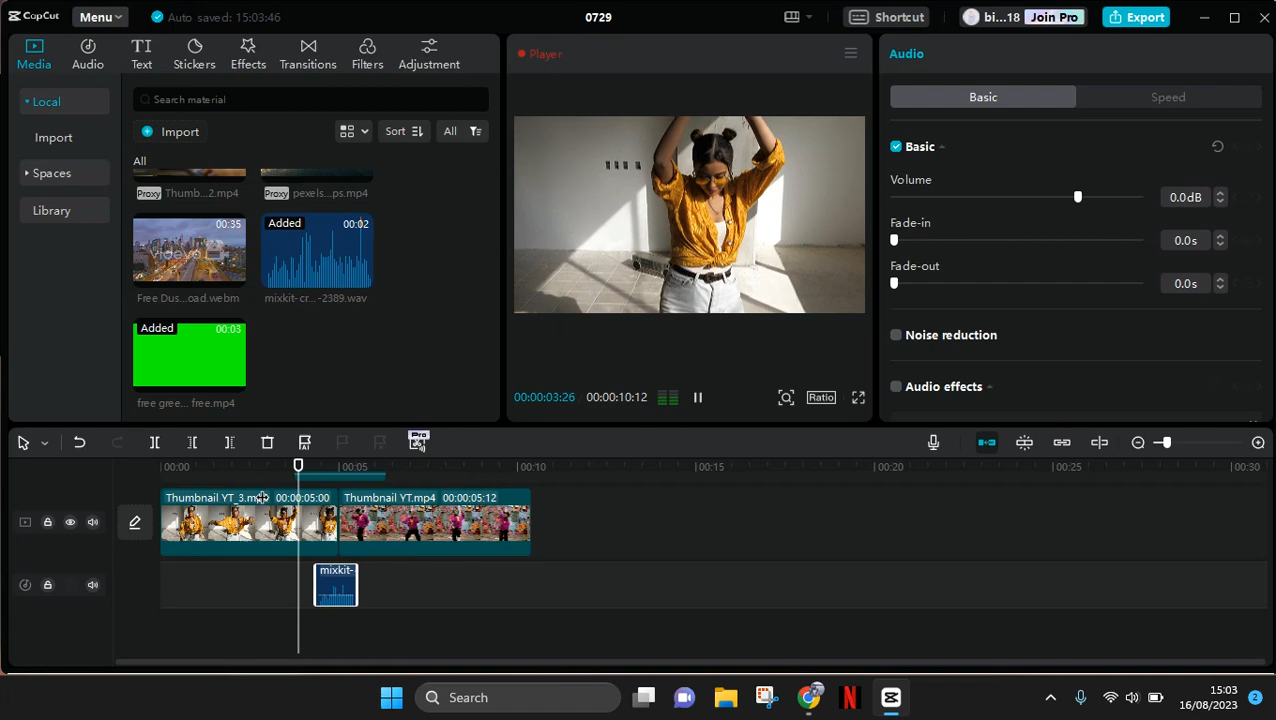 CapCut
Menu
Auto saved: 15:03:46
0729
Shortcut
bi...18
Join Pro
Export
Media
Audio
Text
Stickers
Effects
Transitions
Filters
Adjustment
Player
Audio
Local
Import
Spaces
Library
Search material
Import
Sort
All
All
Proxy
Thumb...2.mp4
Proxy
pexels...ps.mp4
00:35
videvo
Free Dus...oad.webm
Added
00:02
mixkit-cr...-2389.wav
Added
00:03
free gree... free.mp4
00:00:03:26
00:00:10:12
Ratio
Basic
Speed
Basic
Volume
0.0dB
Fade-in
0.0s
Fade-out
0.0s
Noise reduction
Audio effects
Pro
00:00
00:05
00:10
00:15
00:20
00:25
00:30
Thumbnail YT_3.mp4
00:00:05:00
Thumbnail YT.mp4
00:00:05:12
mixkit-
Search
15:03
16/08/2023
2